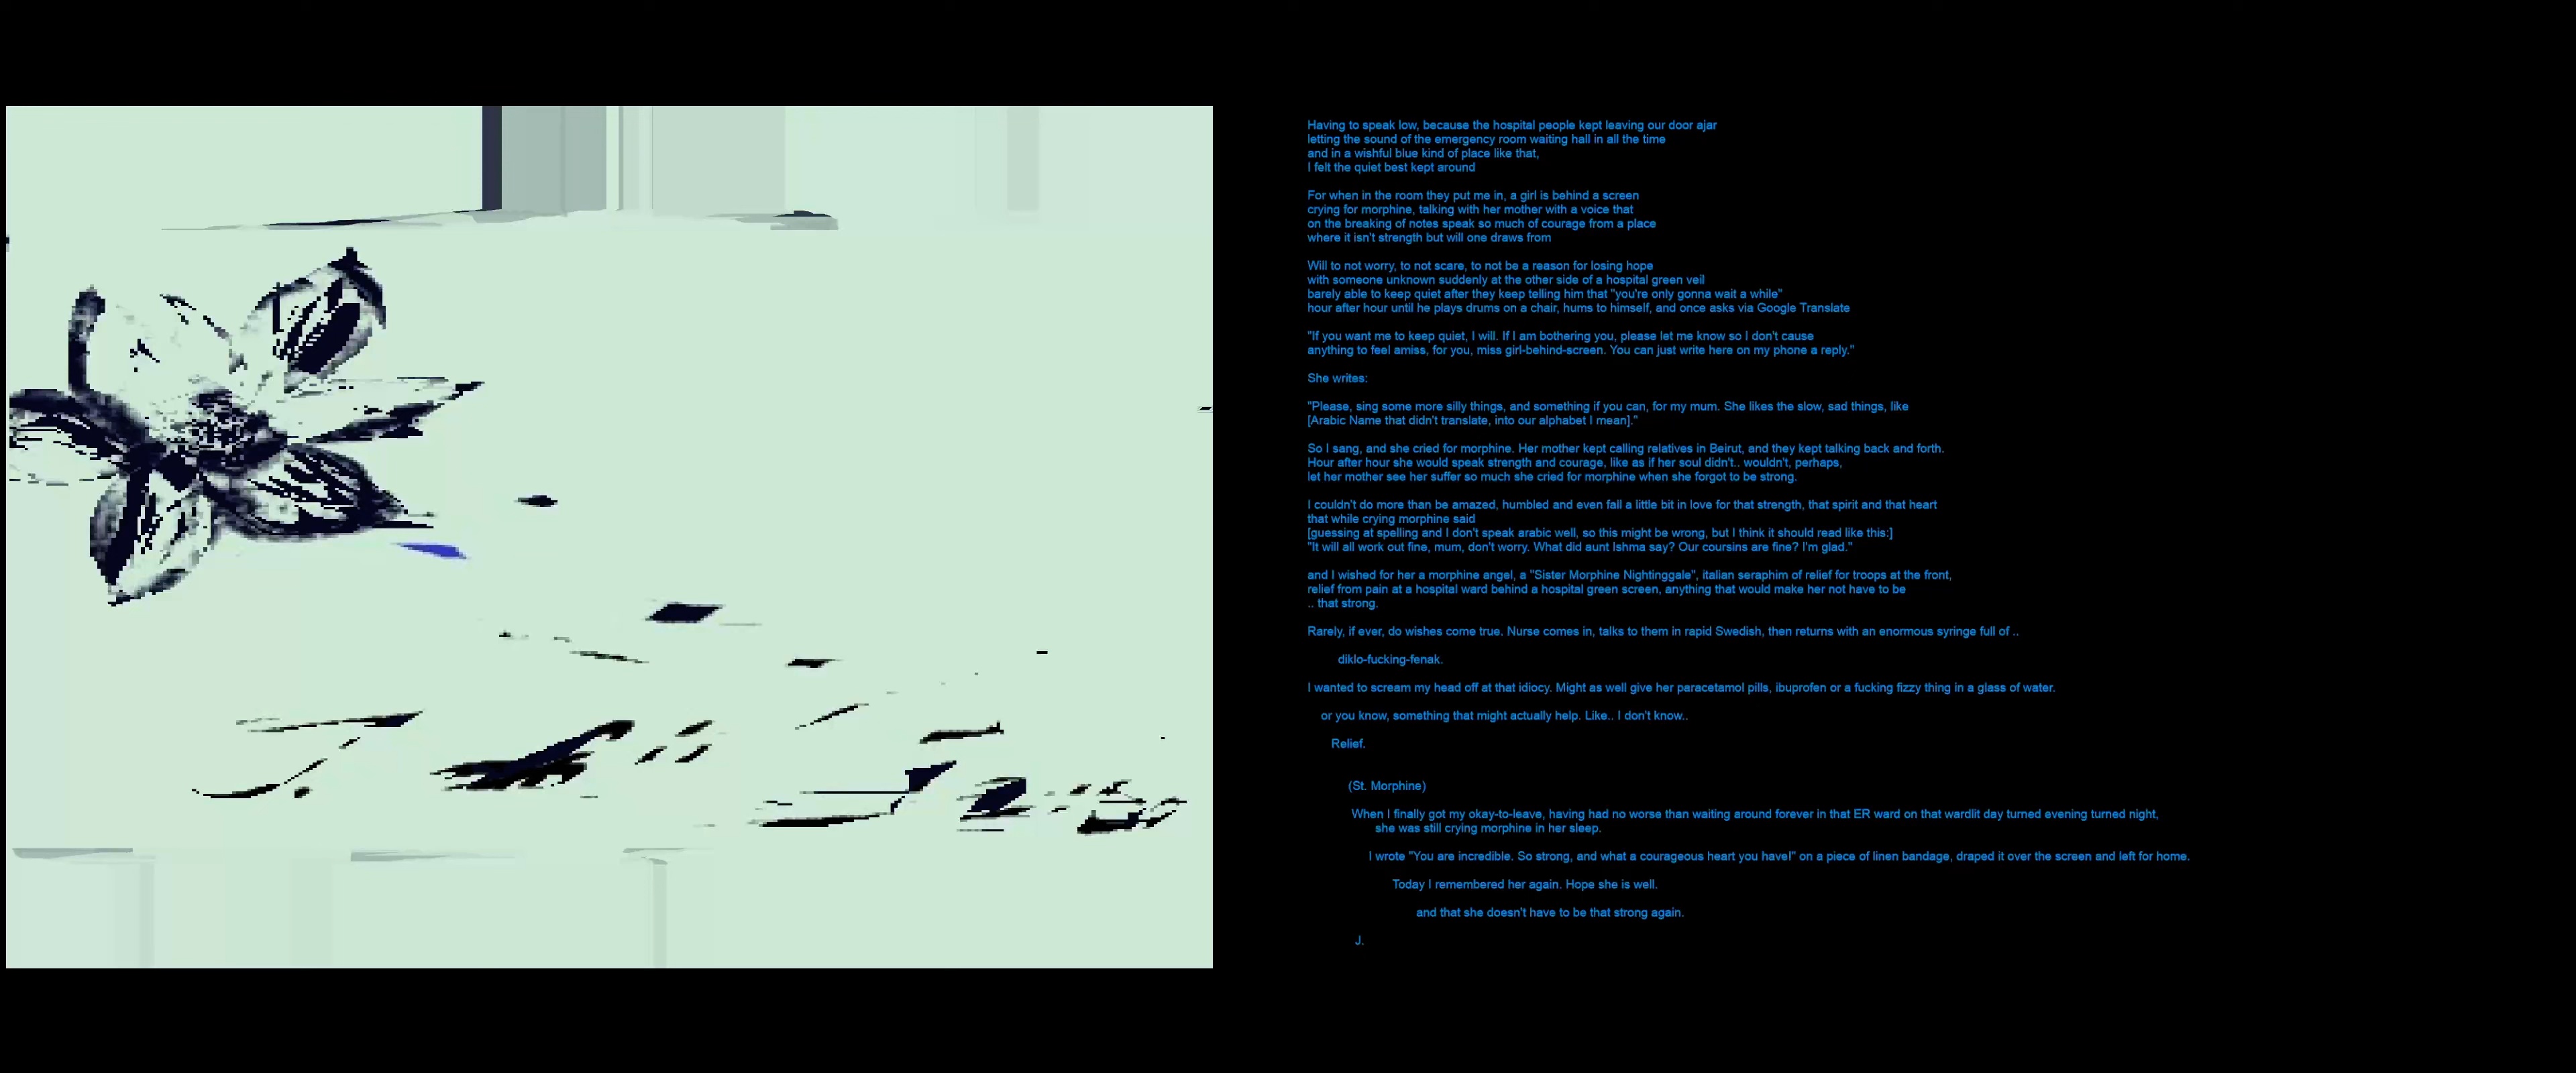 Having to speak low, because the hospital people kept leaving our door ajar
letting the sound of the emergency room waiting hall in all the time
and in a wishful blue kind of place like that,
I felt the quiet best kept around
For when in the room they put me in, a girl is behind a screen
crying for morphine, talking with her mother with a voice that
on the breaking of notes speak so much of courage from a place
where it isn't strength but will one draws from
Will to not worry, to not scare, to not be a reason for losing hope
with someone unknown suddenly at the other side of a hospital green veil
barely able to keep quiet after they keep telling him that "you're only gonna wait a while"
hour after hour until he plays drums on a chair, hums to himself, and once asks via Google Translate
"If you want me to keep quiet, I will. If I am bothering you, please let me know so I don't cause
anything to feel amiss, for you, miss girl-behind-screen. You can just write here on my phone a reply."
She writes:
"Please, sing some more silly things, and something if you can, for my mum. She likes the slow, sad things, like
[Arabic Name that didn't translate, into our alphabet I mean]."
So I sang, and she cried for morphine. Her mother kept calling relatives in Beirut, and they kept talking back and forth.
Hour after hour she would speak strength and courage, like as if her soul didn't.. wouldn't, perhaps,
let her mother see her suffer so much she cried for morphine when she forgot to be strong.
I couldn't do more than be amazed, humbled and even fall a little bit in love for that strength, that spirit and that heart
that while crying morphine said
[guessing at spelling and I don't speak arabic well, so this might be wrong, but I think it should read like this:]
"It will all work out fine, mum, don't worry. What did aunt Ishma say? Our coursins are fine? I'm glad."
and I wished for her a morphine angel, a "Sister Morphine Nightinggale", italian seraphim of relief for troops at the front,
relief from pain at a hospital ward behind a hospital green screen, anything that would make her not have to be
.. that strong.
Rarely, if ever, do wishes come true. Nurse comes in, talks to them in rapid Swedish, then returns with an enormous syringe full of ..
diklo-fucking-fenak.
I wanted to scream my head off at that idiocy. Might as well give her paracetamol pills, ibuprofen or a fucking fizzy thing in a glass of water.
or you know, something that might actually help. Like.. I don't know..
Relief.
(St. Morphine)
When I finally got my okay-to-leave, having had no worse than waiting around forever in that ER ward on that wardlit day turned evening turned night,
she was still crying morphine in her sleep.
I wrote "You are incredible. So strong, and what a courageous heart you have!" on a piece of linen bandage, draped it over the screen and left for home.
Today I remembered her again. Hope she is well.
and that she doesn't have to be that strong again.
J.